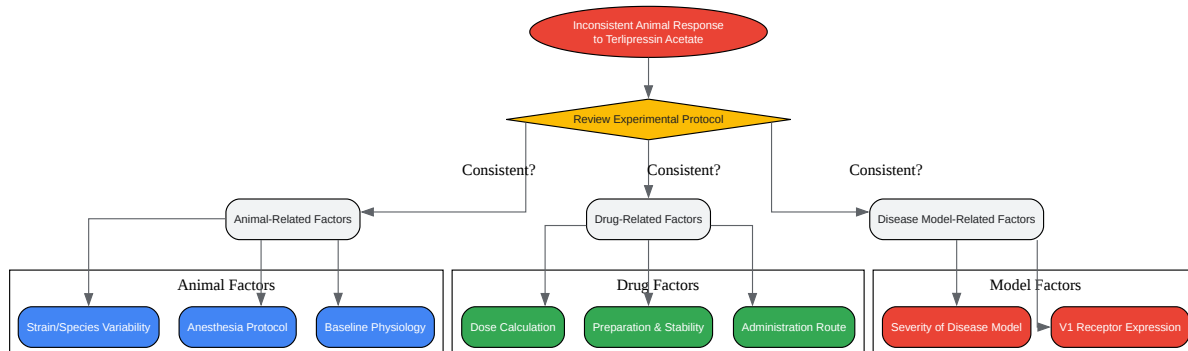 Inconsistent Animal Response
to Terlipressin Acetate
Review Experimental Protocol
Consistent?
Consistent?
Consistent?
Animal-Related Factors
Drug-Related Factors
Disease Model-Related Factors
Animal Factors
Drug Factors
Model Factors
Strain/Species Variability
Anesthesia Protocol
Baseline Physiology
Dose Calculation
Preparation & Stability
Administration Route
Severity of Disease Model
V1 Receptor Expression